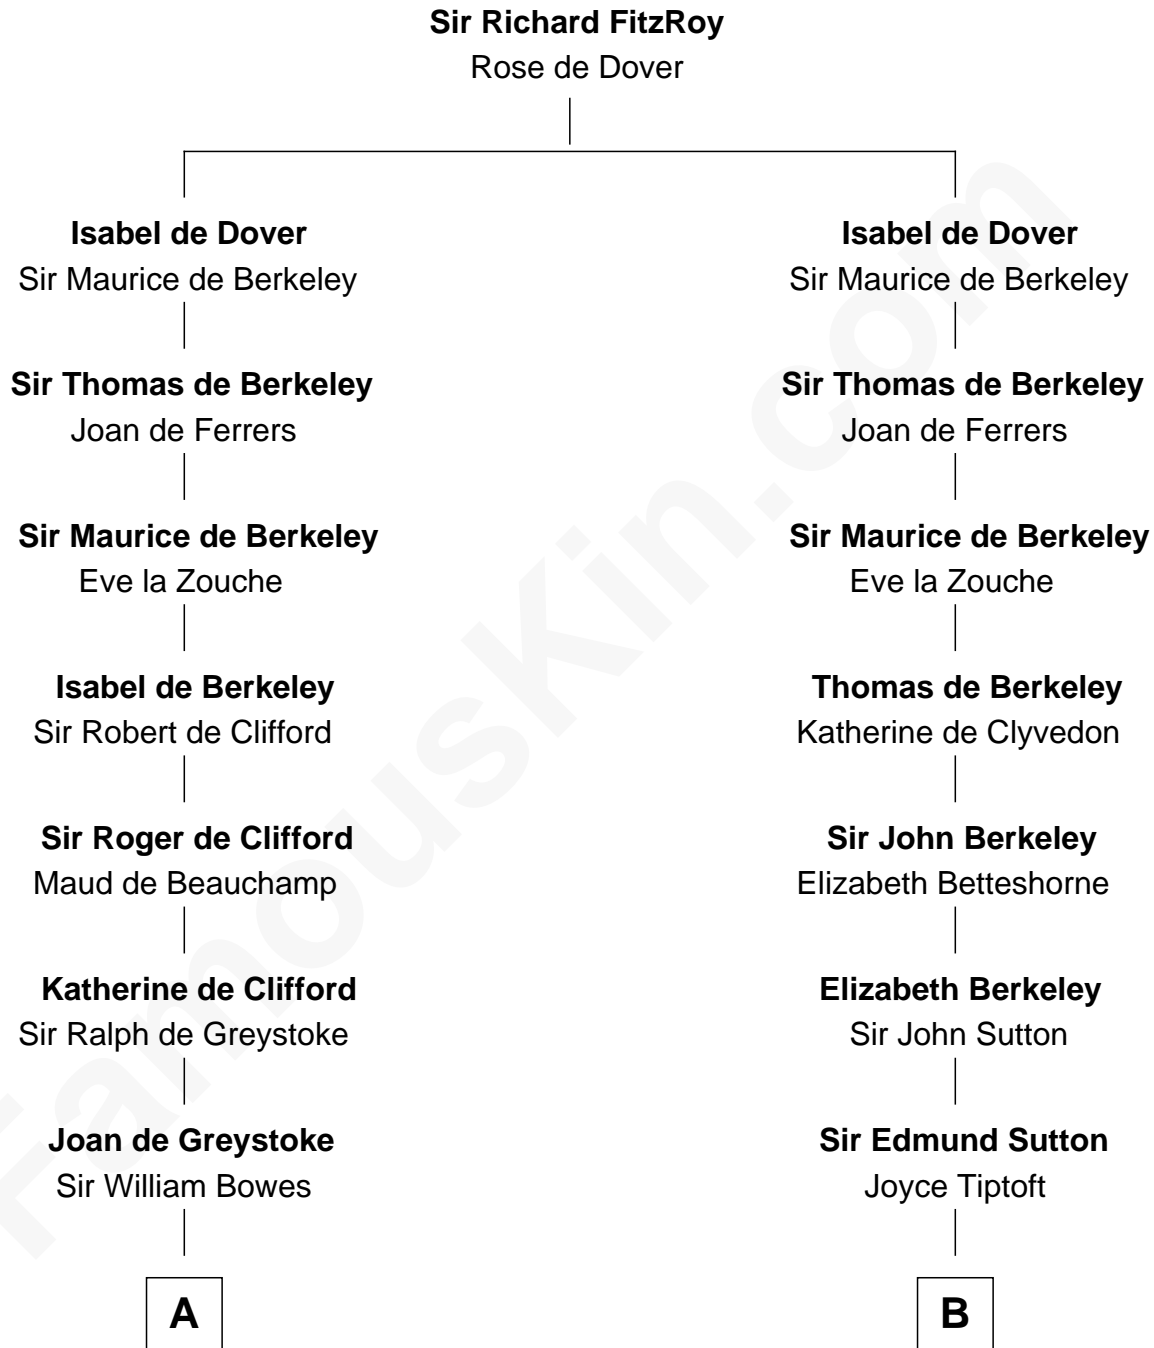 Sir Richard FitzRoy
Rose de Dover
Isabel de Dover
Sir Maurice de Berkeley
Isabel de Dover
Sir Maurice de Berkeley
Sir Thomas de Berkeley
Joan de Ferrers
Sir Thomas de Berkeley
Joan de Ferrers
Sir Maurice de Berkeley
Eve la Zouche
Sir Maurice de Berkeley
Eve la Zouche
Isabel de Berkeley
Sir Robert de Clifford
Thomas de Berkeley
Katherine de Clyvedon
Sir Roger de Clifford
Maud de Beauchamp
Sir John Berkeley
Elizabeth Betteshorne
Katherine de Clifford
Sir Ralph de Greystoke
Elizabeth Berkeley
Sir John Sutton
Joan de Greystoke
Sir William Bowes
Sir Edmund Sutton
Joyce Tiptoft
A
B
FamousKin.com